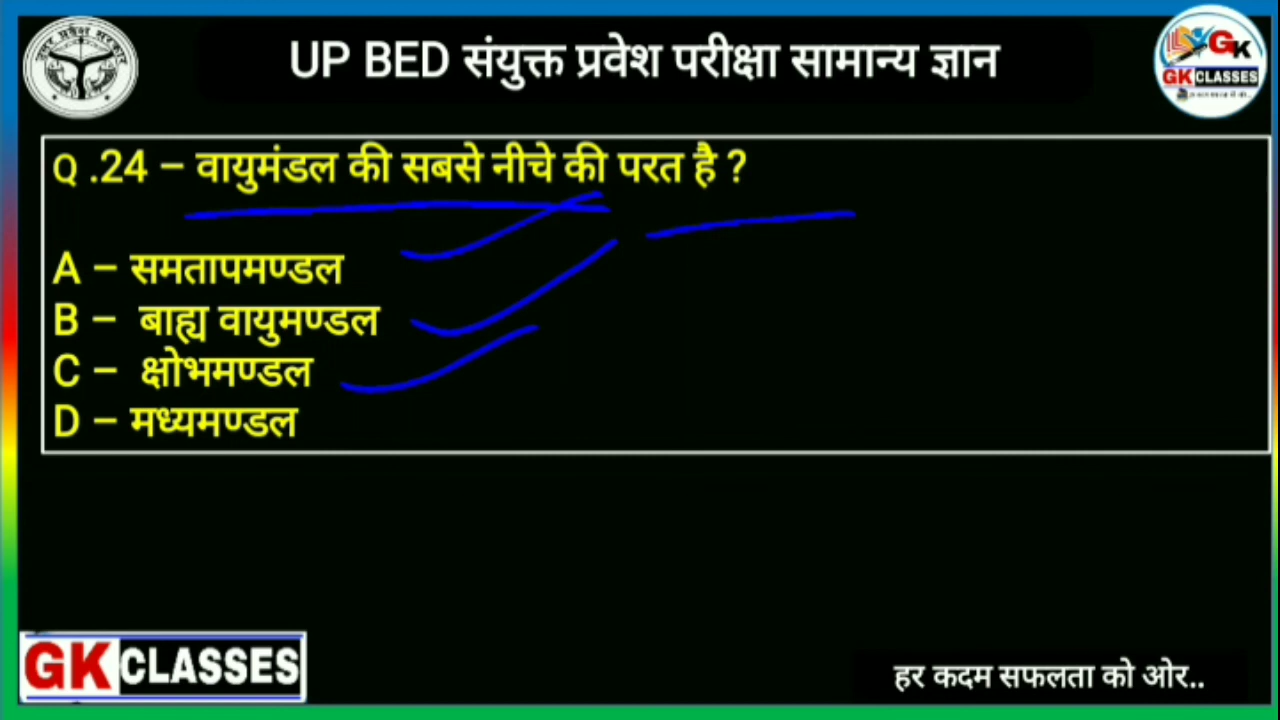 UP BED संयुक्त प्रवेश परीक्षा सामान्य ज्ञान
GK
GK CLASSES
Q .24 – वायुमंडल की सबसे नीचे की परत है ?
A – समतापमण्डल
B – बाह्य वायुमण्डल
C – क्षोभमण्डल
D – मध्यमण्डल
GK CLASSES
हर कदम सफलता को ओर..